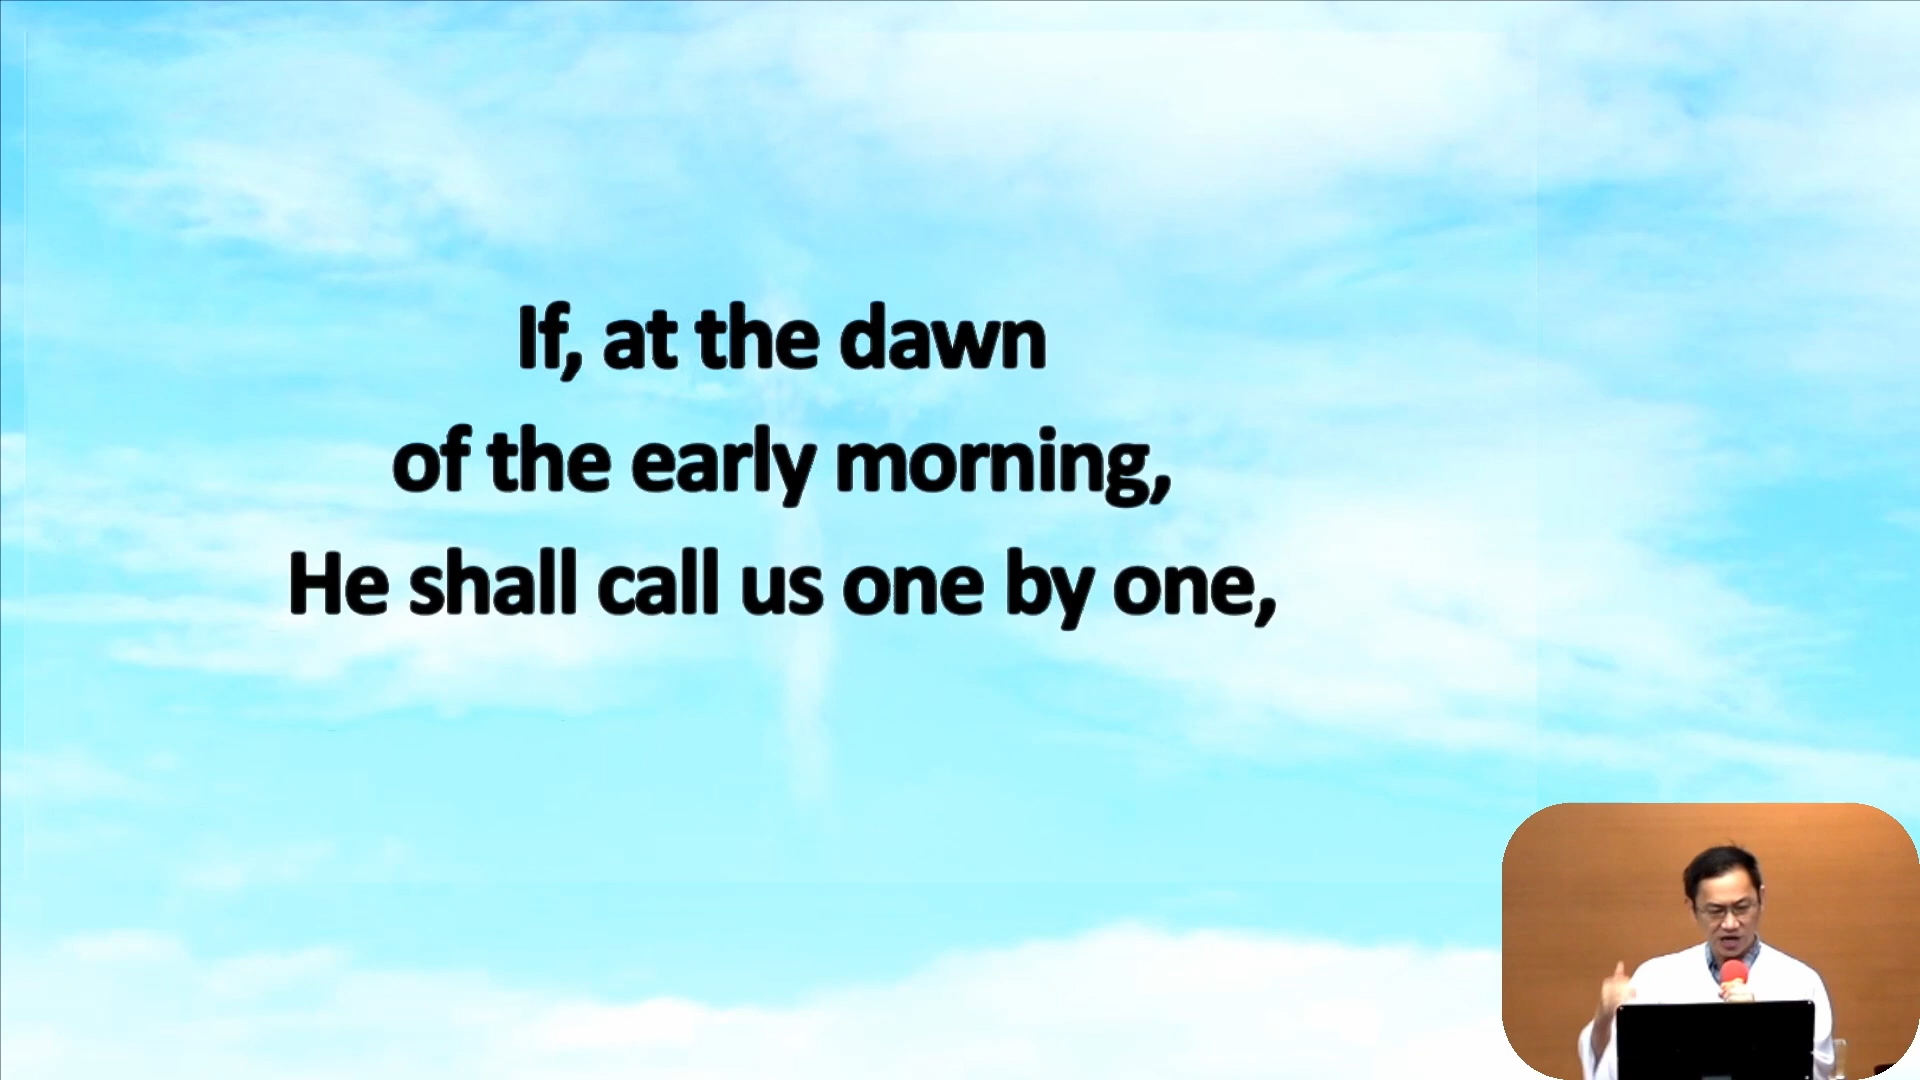 If, at the dawn
of the early morning,
He shall call us one by one,